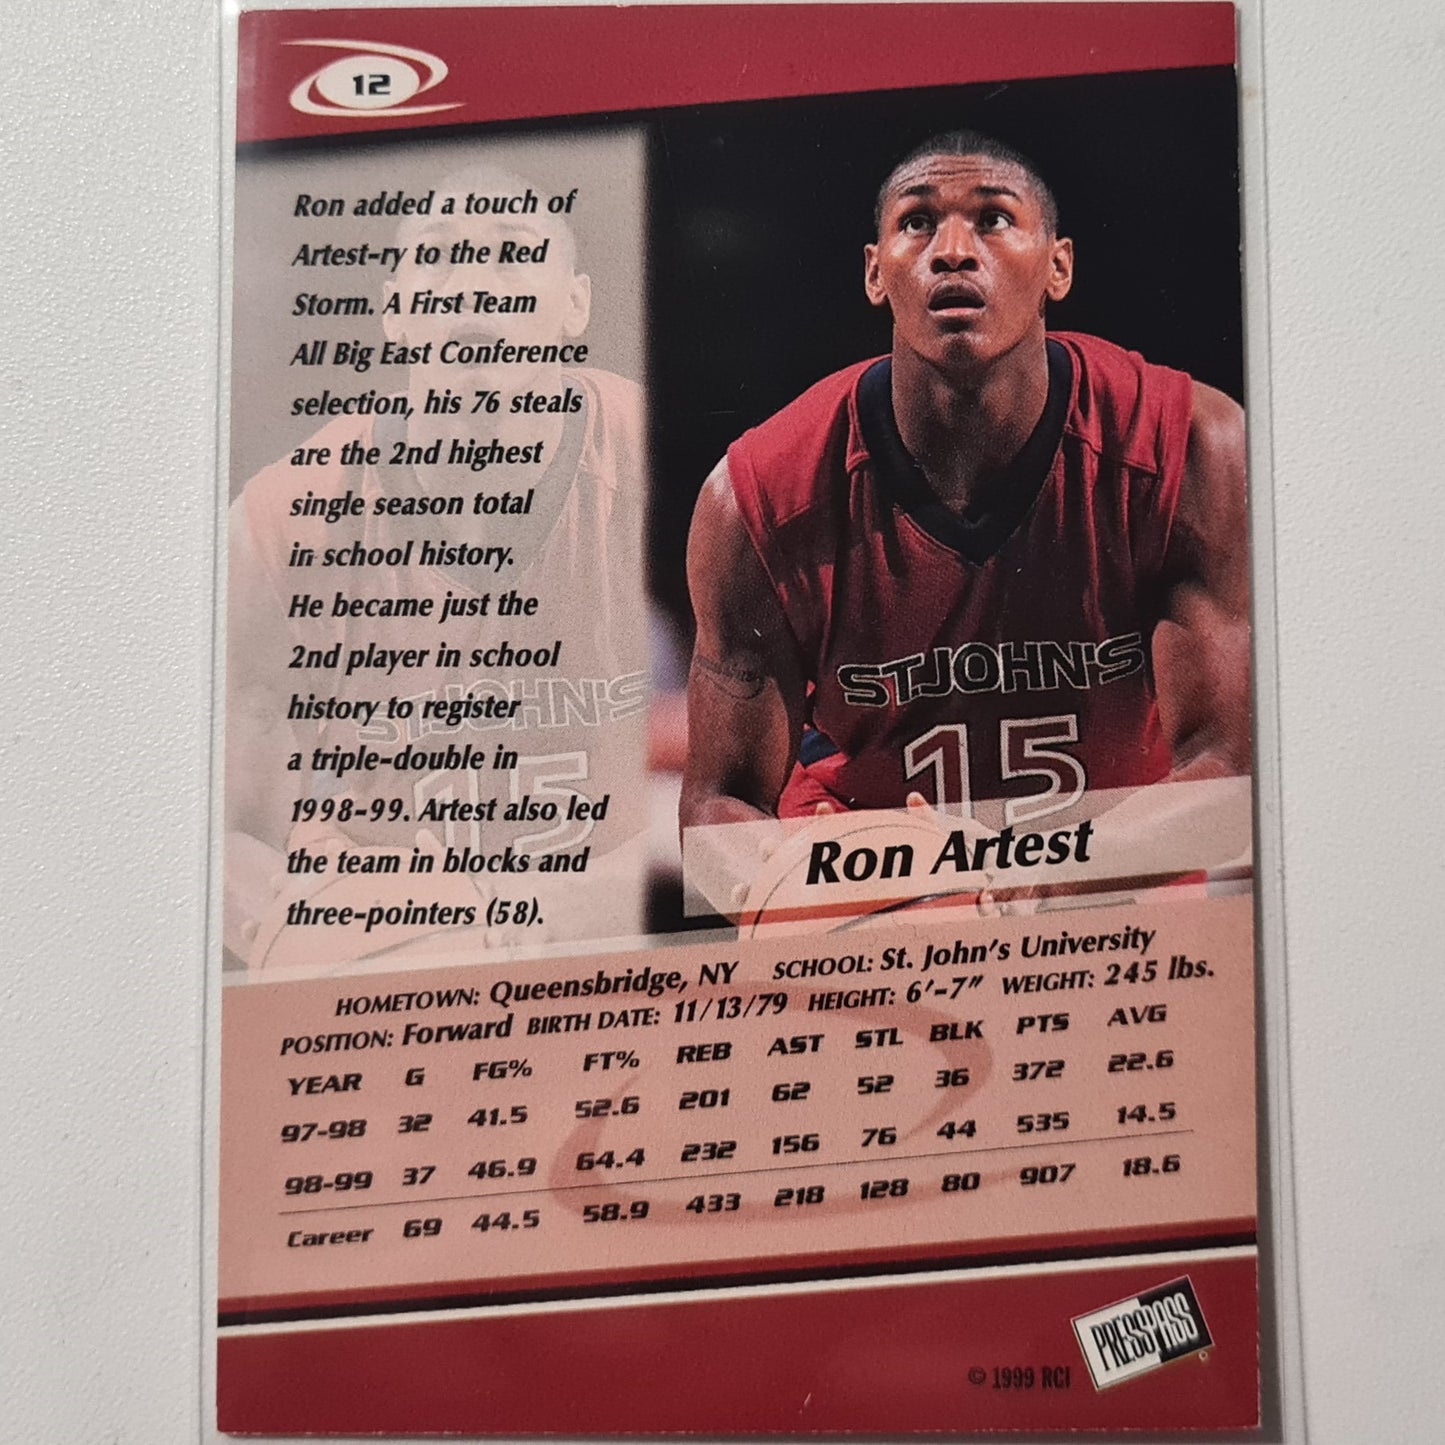 12
Ron added a touch of
Artest-ry to the Red
Storm. A First Team
All Big East Conference
selection, his 76 steals
are the 2nd highest
single season total
in school history.
He became just the
2nd player in school
history to register
a triple-double in
1998-99. Artest also led
the team in blocks and
three-pointers (58).
ST.JOHN'S
15
ST.JOHN'S
15
Ron Artest
HOMETOWN: Queensbridge, NY SCHOOL: St. John's University
POSITION: Forward BIRTH DATE: 11/13/79 HEIGHT: 6'-7" WEIGHT: 245 lbs.
YEAR G FG% FT% REB AST STL BLK PTS AVG
97-98 32 41.5 52.6 201 62 52 36 372 22.6
98-99 37 46.9 64.4 232 156 76 44 535 14.5
Career 69 44.5 58.9 433 218 128 80 907 18.6
PRESS PASS
© 1999 RCI